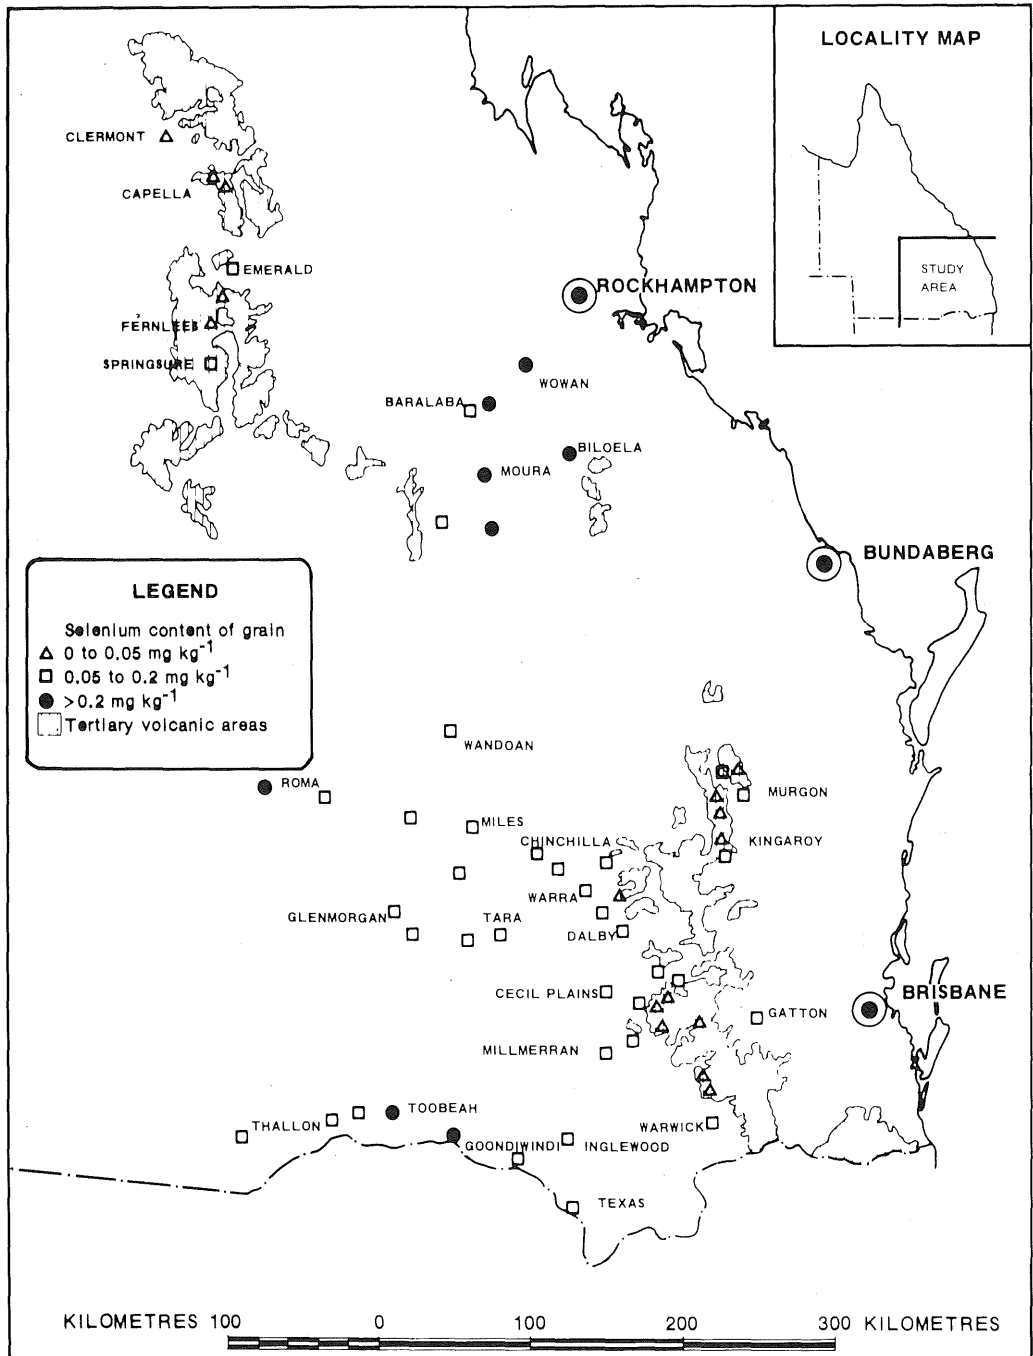 LOCALITY MAP
STUDY
AREA
CLERMONT
CAPELLA
EMERALD
ROCKHAMPTON
FERNLEES
SPRINGSURE
WOWAN
BARALABA
BILOELA
MOURA
BUNDABERG
LEGEND
Selenium content of grain
0 to 0.05 mg kg⁻¹
0.05 to 0.2 mg kg⁻¹
>0.2 mg kg⁻¹
Tertiary volcanic areas
WANDOAN
ROMA
MURGON
MILES
CHINCHILLA
KINGAROY
WARRA
GLENMORGAN
TARA
DALBY
CECIL PLAINS
BRISBANE
GATTON
MILLMERRAN
TOOBEAH
THALLON
WARWICK
GOONDIWINDI
INGLEWOOD
TEXAS
KILOMETRES 100 0 100 200 300 KILOMETRES